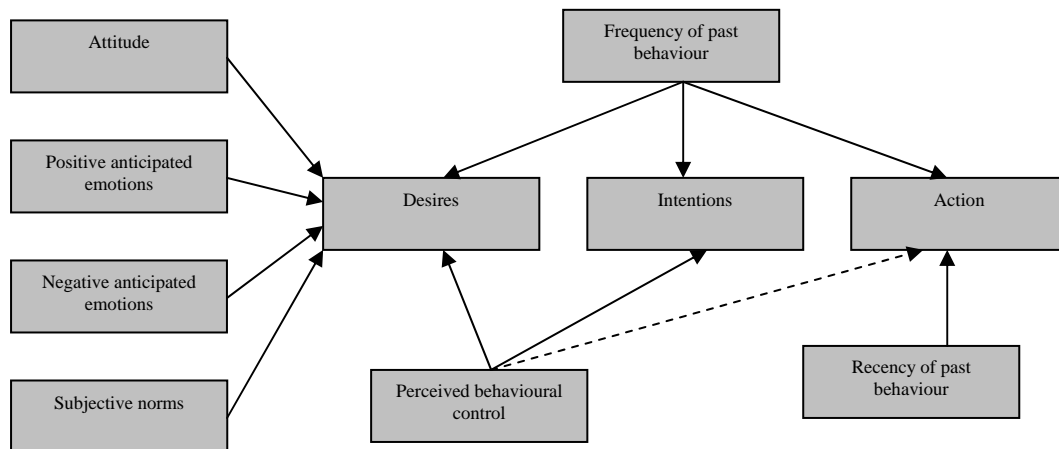 Attitude
Frequency of past
behaviour
Positive anticipated
emotions
Desires
Intentions
Action
Negative anticipated
emotions
Perceived behavioural
control
Recency of past
behaviour
Subjective norms